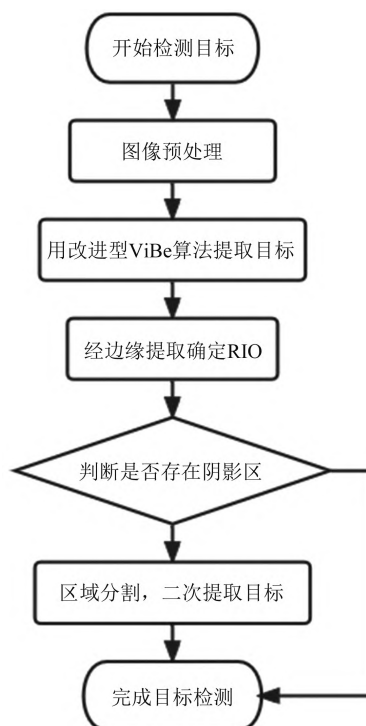 开始检测目标
图像预处理
用改进型ViBe算法提取目标
经边缘提取确定RIO
判断是否存在阴影区
区域分割，二次提取目标
完成目标检测